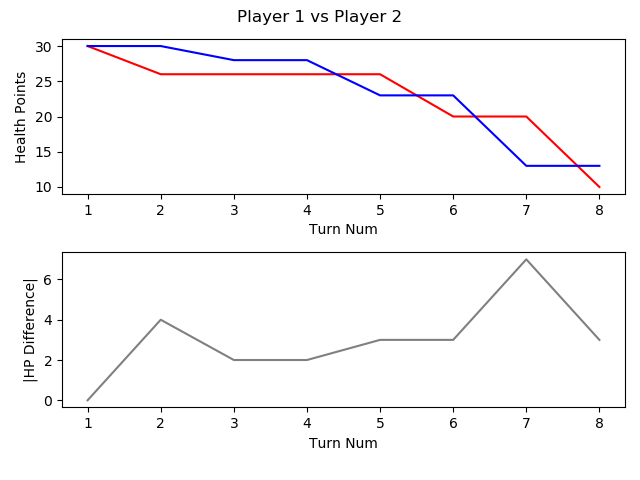 Player 1 vs Player 2
30
25
20
15
10
Health Points
1 2 3 4 5 6 7 8
Turn Num
6
4
2
0
|HP Difference|
1 2 3 4 5 6 7 8
Turn Num